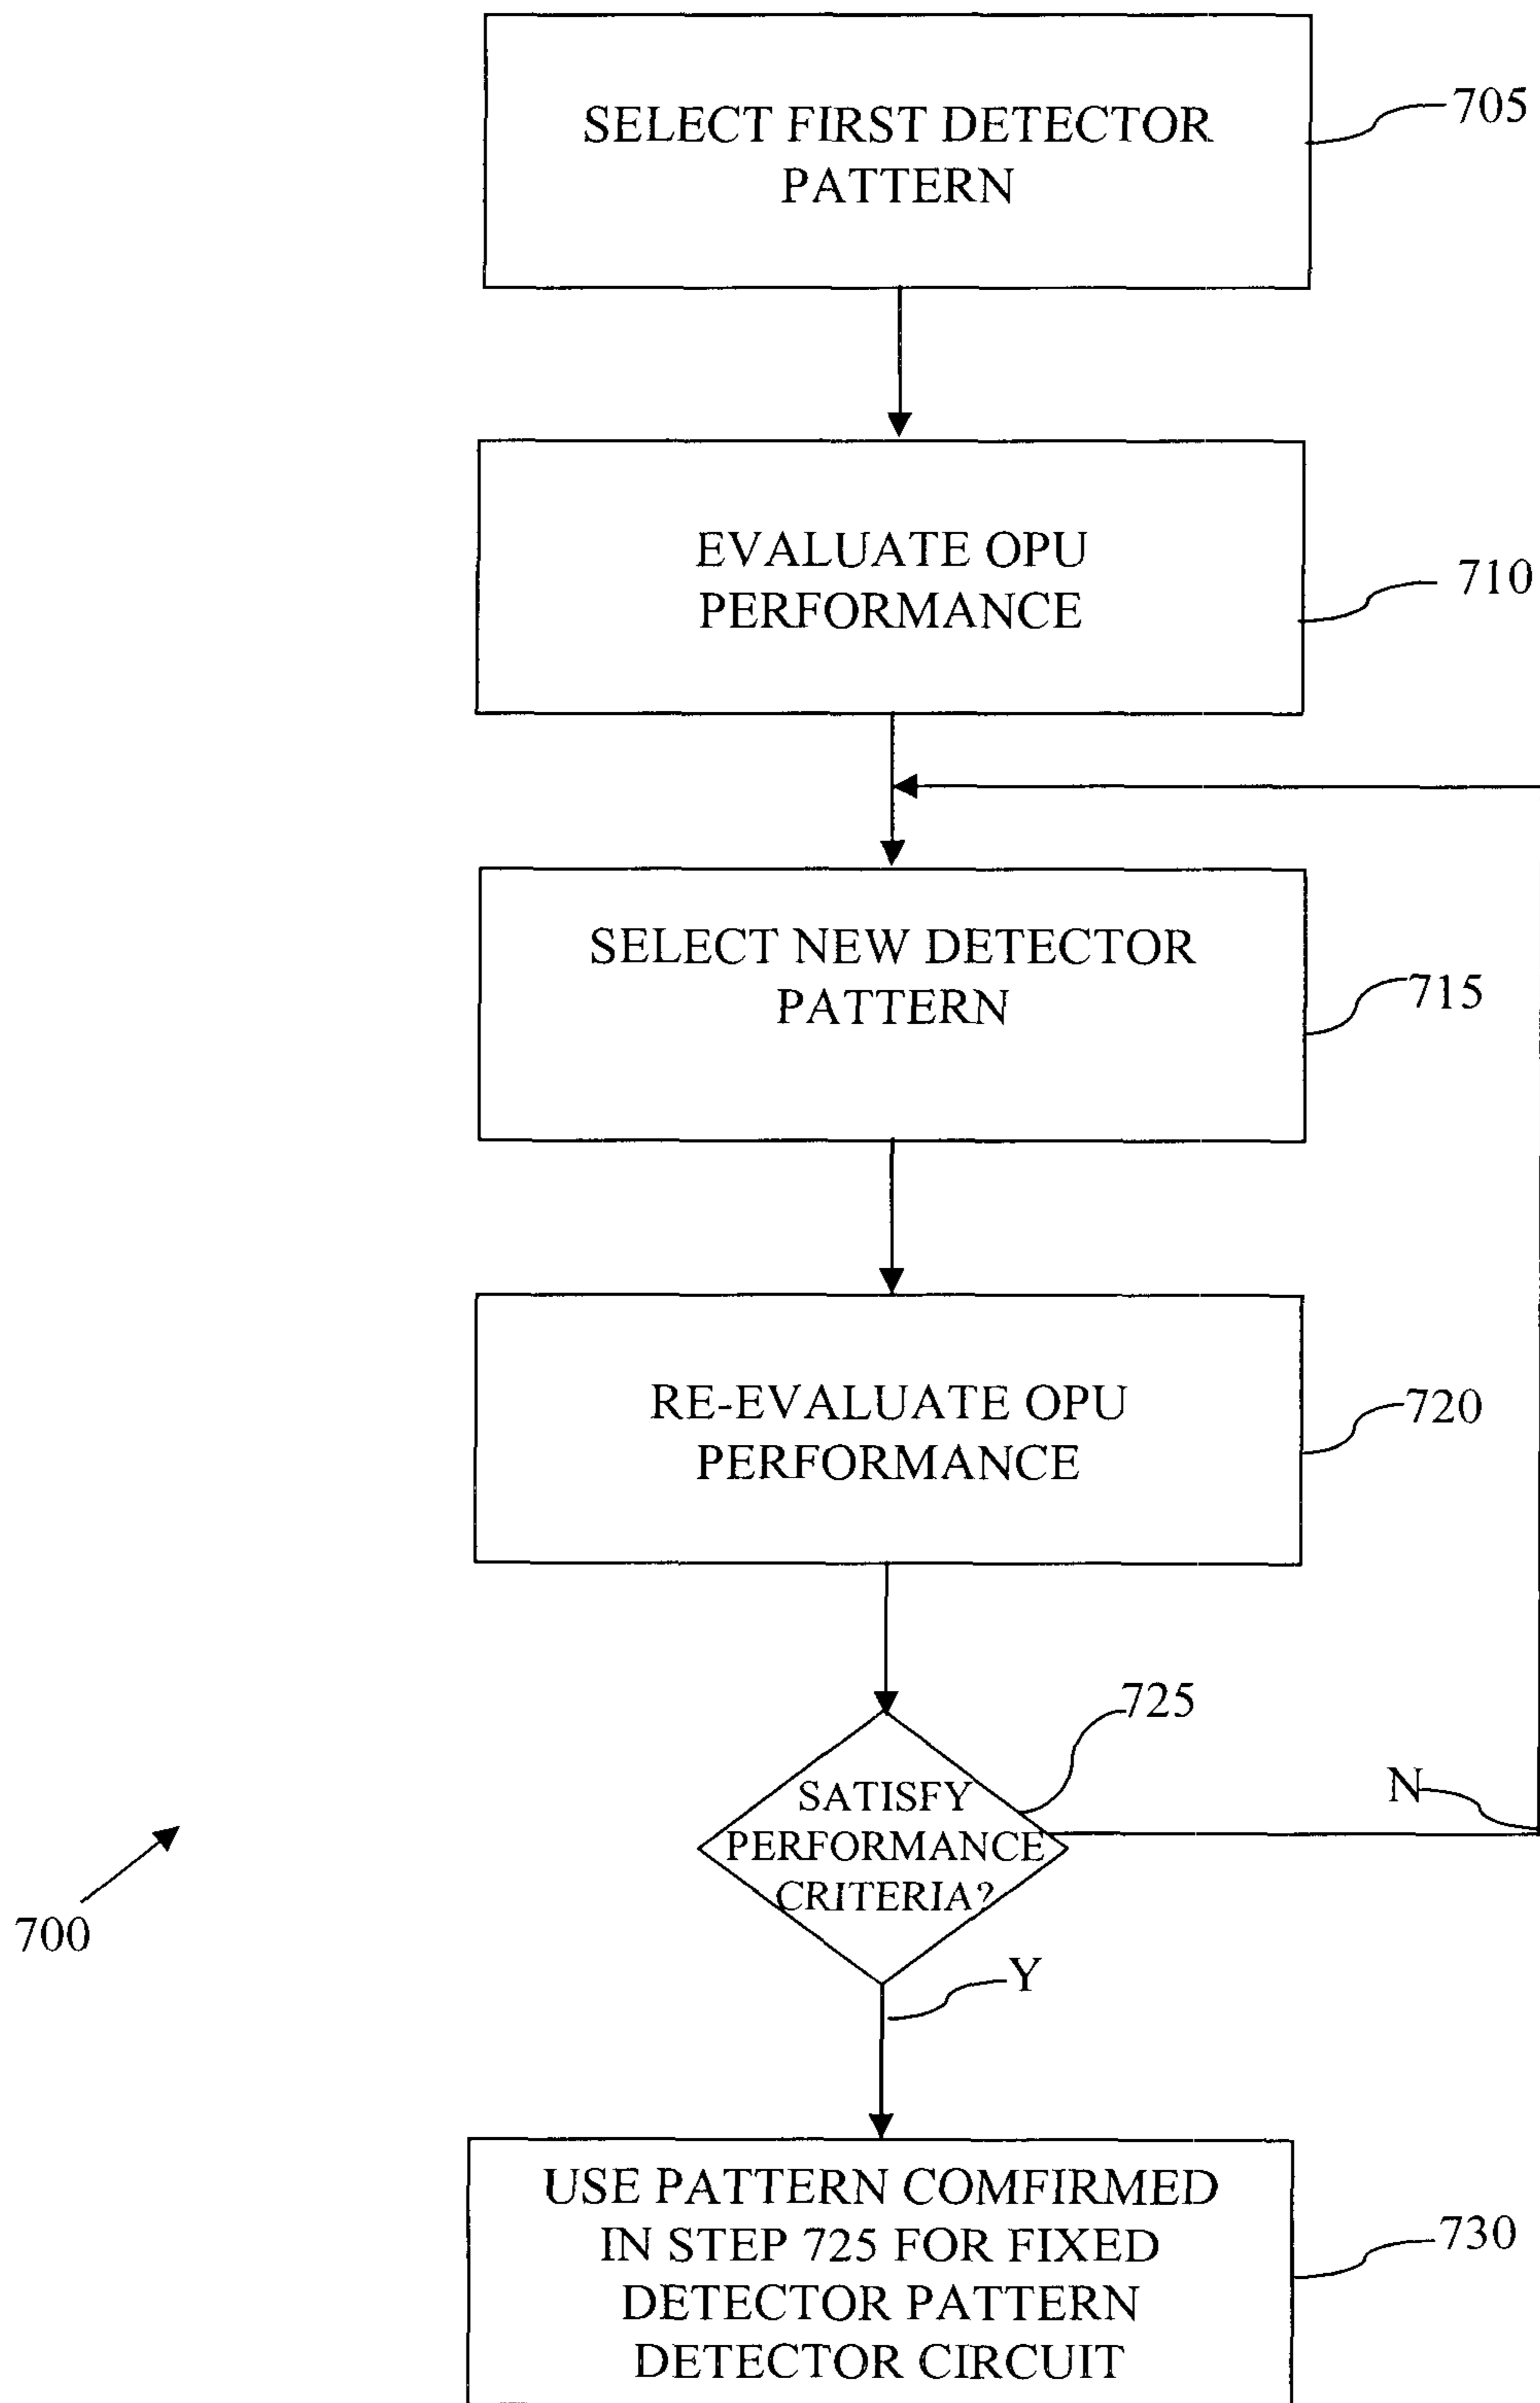 SELECT FIRST DETECTOR
PATTERN
705
EVALUATE OPU
PERFORMANCE
710
SELECT NEW DETECTOR
PATTERN
715
RE-EVALUATE OPU
PERFORMANCE
720
725
SATISFY
PERFORMANCE
CRITERIA?
N
700
Y
USE PATTERN COMFIRMED
IN STEP 725 FOR FIXED
DETECTOR PATTERN
DETECTOR CIRCUIT
730